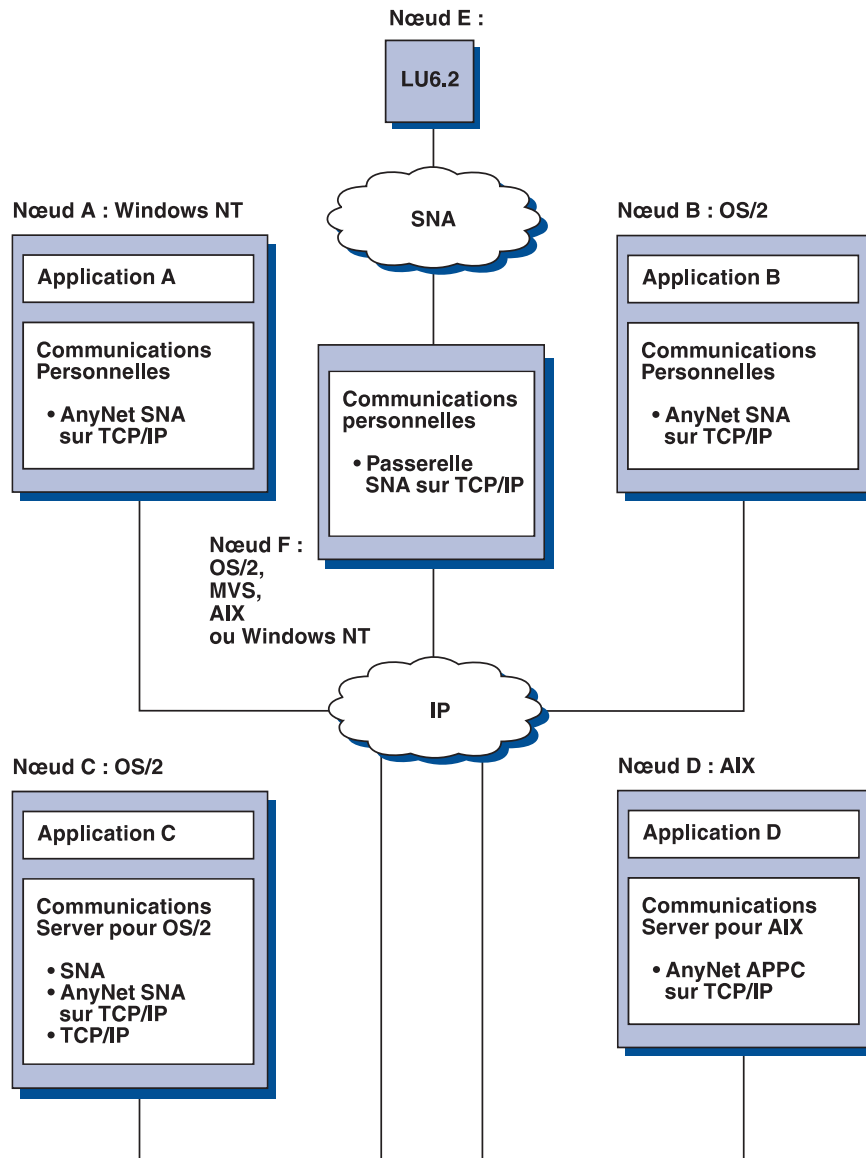 Nœud E :
LU6.2
SNA
Nœud A : Windows NT
Application A
Communications
Personnelles
• AnyNet SNA
sur TCP/IP
Nœud B : OS/2
Application B
Communications
Personnelles
• AnyNet SNA
sur TCP/IP
Communications
personnelles
• Passerelle
SNA sur TCP/IP
Nœud F :
OS/2,
MVS,
AIX
ou Windows NT
IP
Nœud C : OS/2
Application C
Communications
Server pour OS/2
• SNA
• AnyNet SNA
sur TCP/IP
• TCP/IP
Nœud D : AIX
Application D
Communications
Server pour AIX
• AnyNet APPC
sur TCP/IP